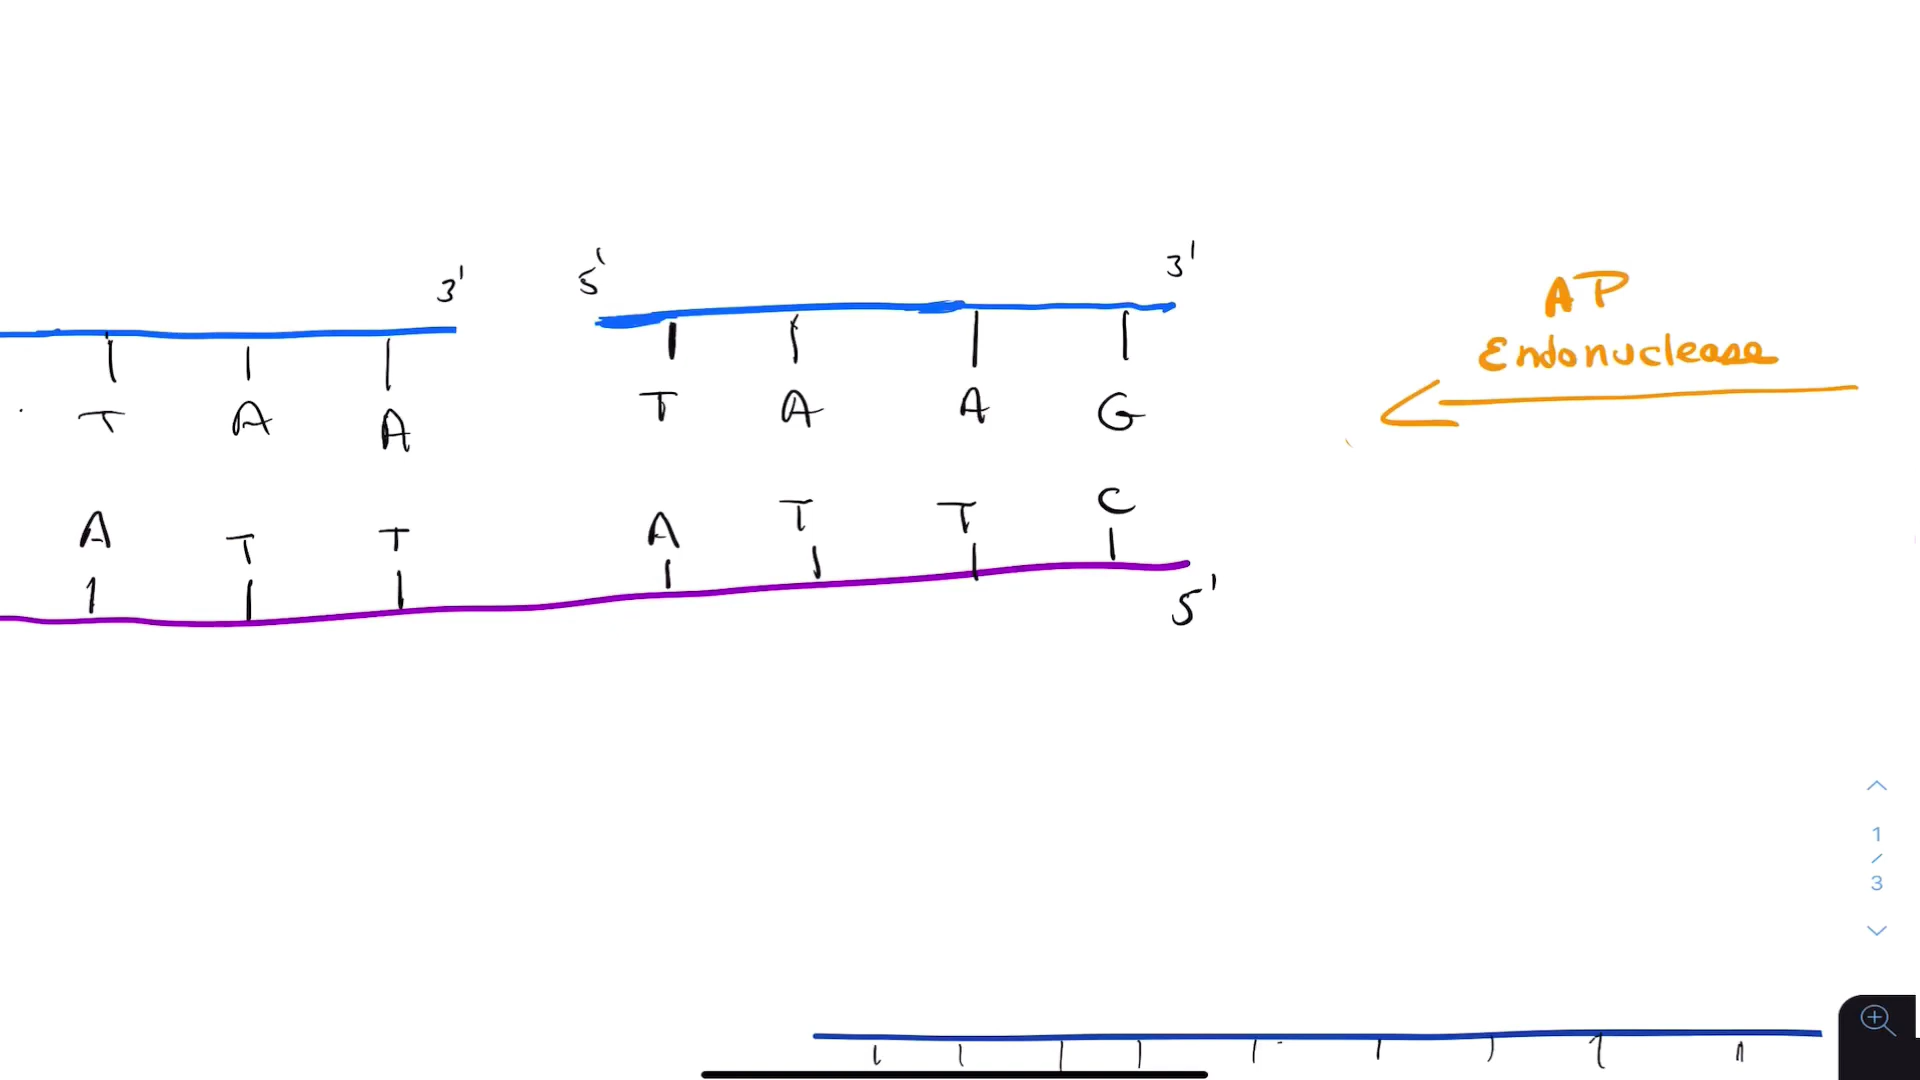 3'
5'
3'
AP
Endonuclease
T A A T A A G
A T T A T T C
5'
1
/
3